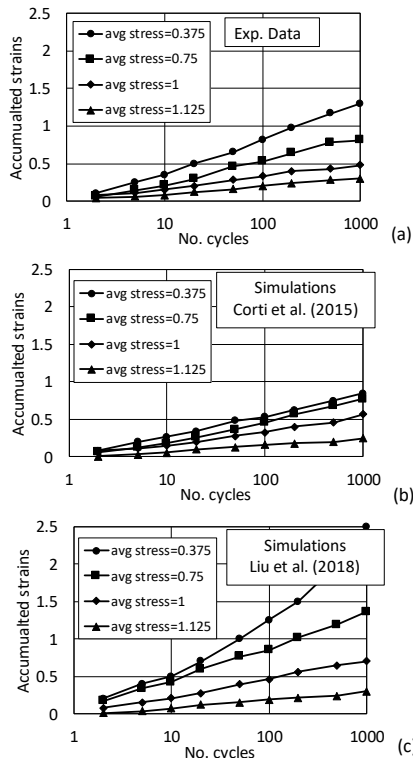 avg stress=0.375
avg stress=0.75
avg stress=1
avg stress=1.125
Exp. Data
Accumualted strains
2.5
2
1.5
1
0.5
0
1 10 100 1000
No. cycles
(a)
avg stress=0.375
avg stress=0.75
avg stress=1
avg stress=1.125
Simulations
Corti et al. (2015)
Accumualted strains
2.5
2
1.5
1
0.5
0
1 10 100 1000
No. cycles
(b)
avg stress=0.375
avg stress=0.75
avg stress=1
avg stress=1.125
Simulations
Liu et al. (2018)
Accumualted strains
2.5
2
1.5
1
0.5
0
1 10 100 1000
No. cycles
(c)